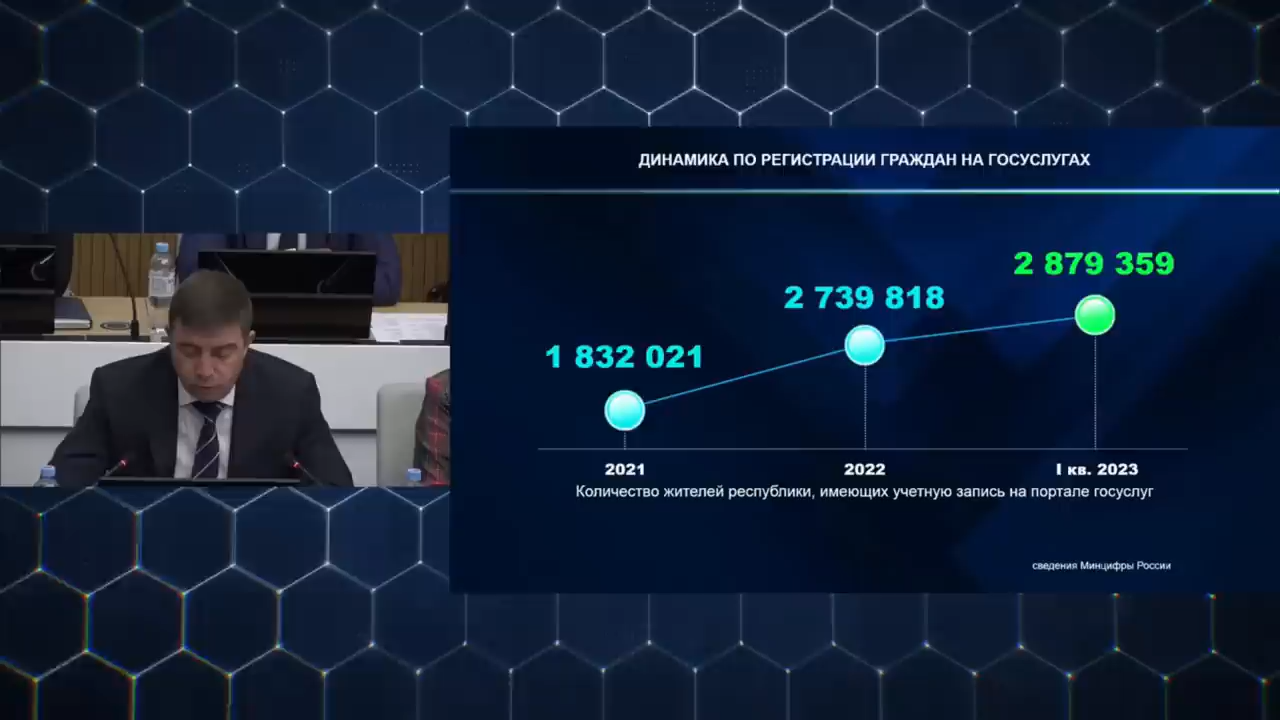 ДИНАМИКА ПО РЕГИСТРАЦИИ ГРАЖДАН НА ГОСУСЛУГАХ
2 879 359
2 739 818
1 832 021
2021 2022 I кв. 2023
Количество жителей республики, имеющих учетную запись на портале госуслуг
сведения Минцифры России